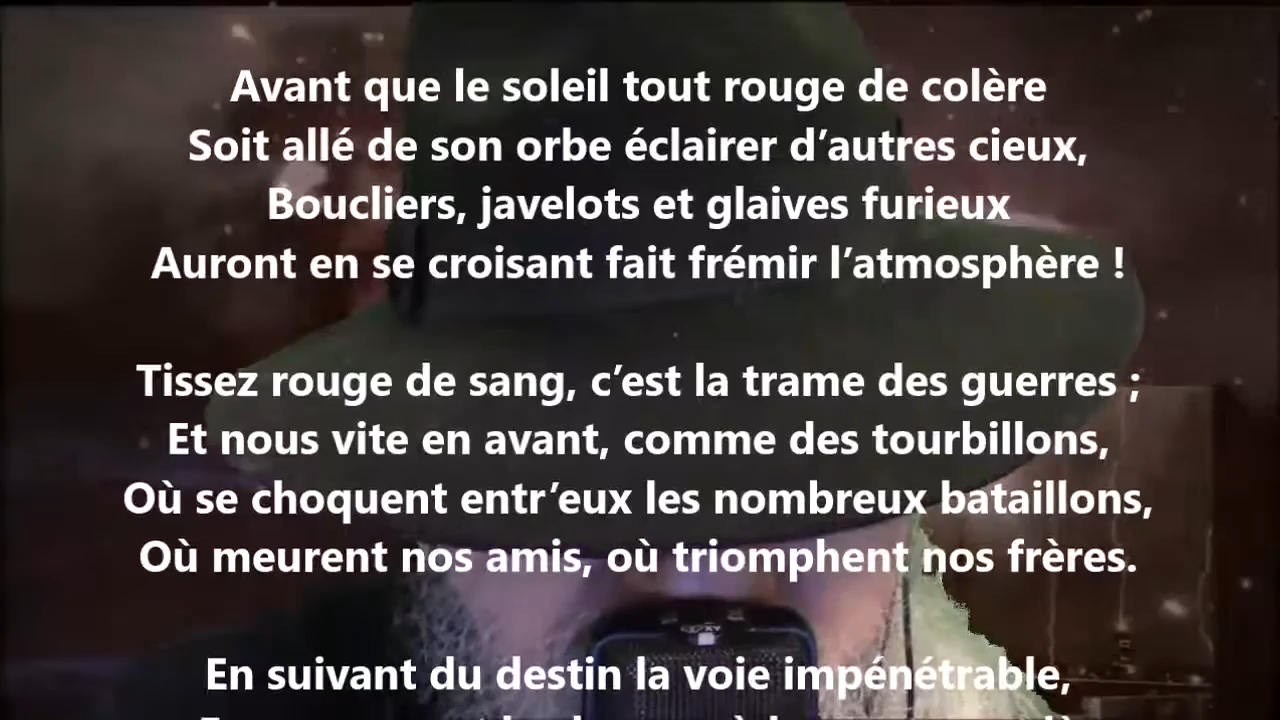 Avant que le soleil tout rouge de colère
Soit allé de son orbe éclairer d’autres cieux,
Boucliers, javelots et glaives furieux
Auront en se croisant fait frémir l’atmosphère !
Tissez rouge de sang, c’est la trame des guerres ;
Et nous vite en avant, comme des tourbillons,
Où se choquent entr’eux les nombreux bataillons,
Où meurent nos amis, où triomphent nos frères.
En suivant du destin la voie impénétrable,